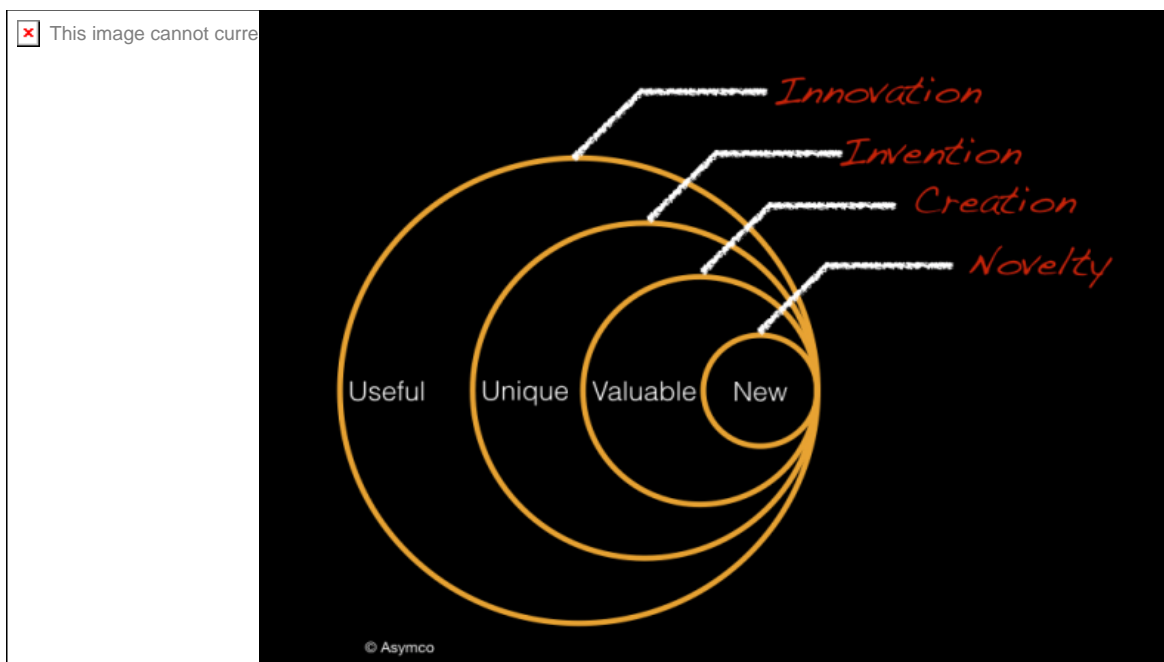 This image cannot curre
Innovation
Invention
Creation
Novelty
Useful Unique Valuable New
© Asymco